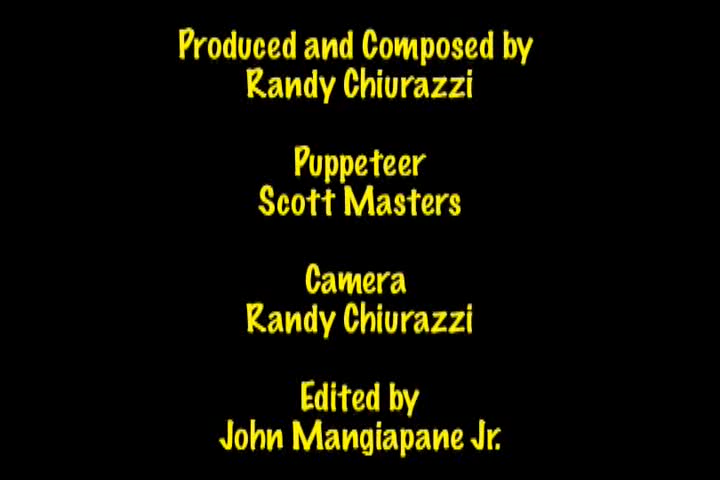 Produced and Composed by
Randy Chiurazzi
Puppeteer
Scott Masters
Camera
Randy Chiurazzi
Edited by
John Mangiapane Jr.